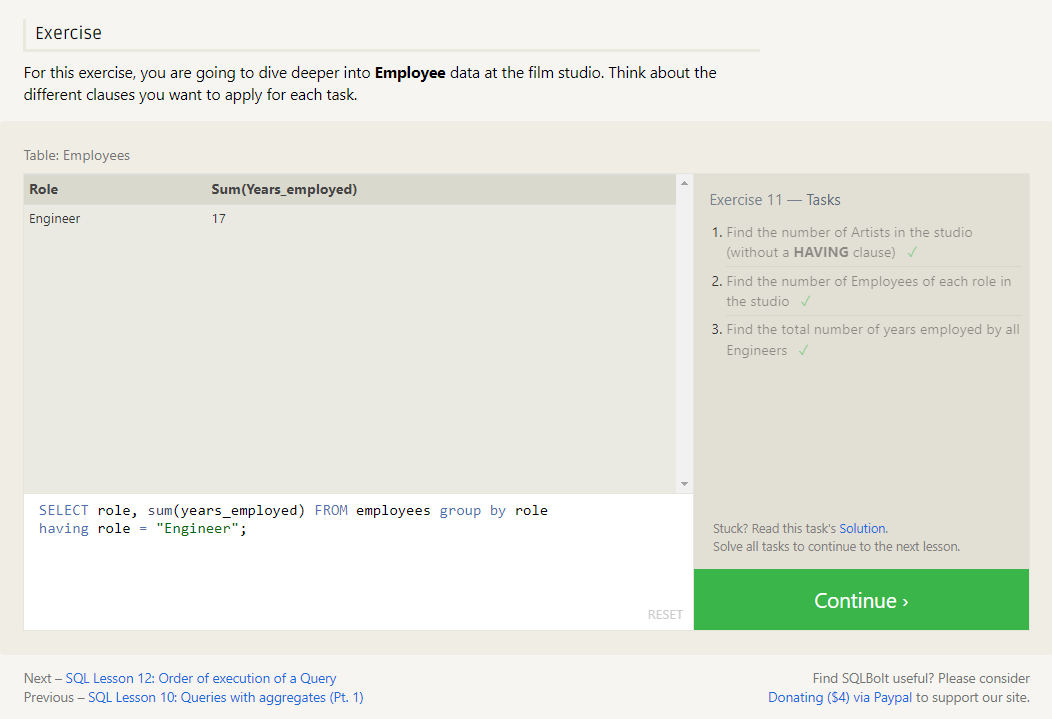 Exercise
For this exercise, you are going to dive deeper into Employee data at the film studio. Think about the
different clauses you want to apply for each task.
Table: Employees
Role Sum(Years_employed)
Engineer 17
SELECT role, sum(years_employed) FROM employees group by role
having role = "Engineer";
RESET
Exercise 11 — Tasks
1. Find the number of Artists in the studio
(without a HAVING clause) ✓
2. Find the number of Employees of each role in
the studio ✓
3. Find the total number of years employed by all
Engineers ✓
Stuck? Read this task's Solution.
Solve all tasks to continue to the next lesson.
Continue ›
Next – SQL Lesson 12: Order of execution of a Query
Previous – SQL Lesson 10: Queries with aggregates (Pt. 1)
Find SQLBolt useful? Please consider
Donating ($4) via Paypal to support our site.